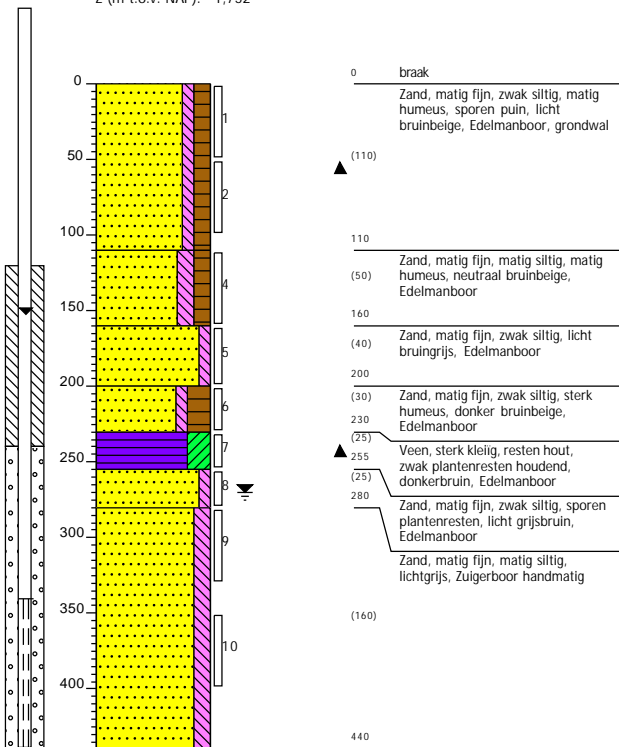 0
50
100
150
200
250
300
350
400
1
2
4
5
6
7
8
9
10
0 braak
Zand, matig fijn, zwak siltig, matig
humeus, sporen puin, licht
bruinbeige, Edelmanboor, grondwal
(110)
110
Zand, matig fijn, matig siltig, matig
(50) humeus, neutraal bruinbeige,
Edelmanboor
160
Zand, matig fijn, zwak siltig, licht
(40) bruingrijs, Edelmanboor
200
(30) Zand, matig fijn, zwak siltig, sterk
humeus, donker bruinbeige,
230 Edelmanboor
(25)
255 Veen, sterk kleiïg, resten hout,
zwak plantenresten houdend,
(25) donkerbruin, Edelmanboor
280
Zand, matig fijn, zwak siltig, sporen
plantenresten, licht grijsbruin,
Edelmanboor
Zand, matig fijn, matig siltig,
lichtgrijs, Zuigerboor handmatig
(160)
440